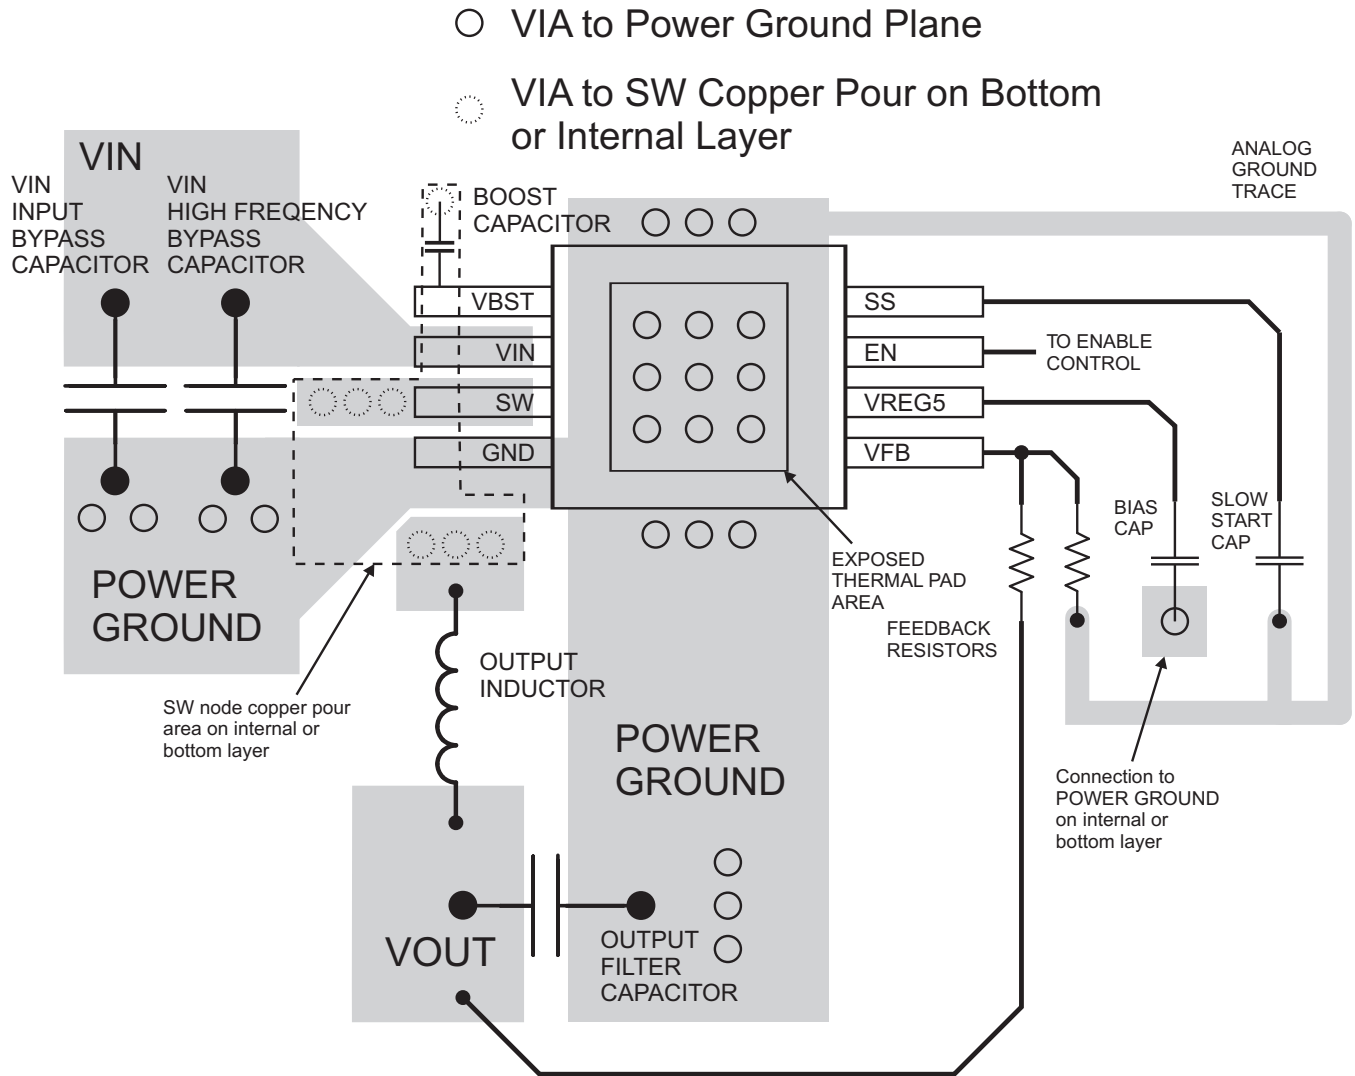 VIA to Power Ground Plane
VIA to SW Copper Pour on Bottom
or Internal Layer
ANALOG
GROUND
TRACE
VIN
VIN
INPUT
BYPASS
CAPACITOR
VIN
HIGH FREQENCY
BYPASS
CAPACITOR
BOOST
CAPACITOR
VBST
VIN
SW
GND
SS
EN
VREG5
VFB
TO ENABLE
CONTROL
BIAS
CAP
SLOW
START
CAP
EXPOSED
THERMAL PAD
AREA
FEEDBACK
RESISTORS
POWER
GROUND
OUTPUT
INDUCTOR
SW node copper pour
area on internal or
bottom layer
POWER
GROUND
Connection to
POWER GROUND
on internal or
bottom layer
VOUT
OUTPUT
FILTER
CAPACITOR